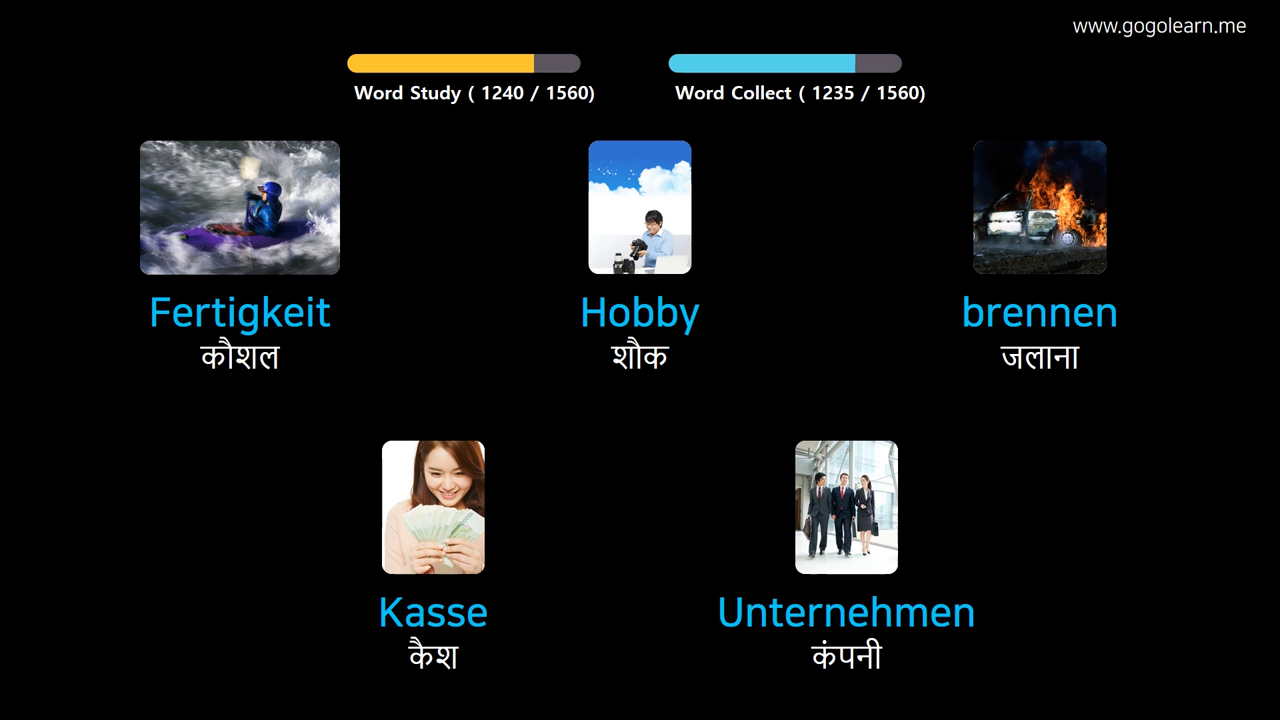 www.gogolearn.me
Word Study ( 1240 / 1560)
Word Collect ( 1235 / 1560)
Fertigkeit
कौशल
Hobby
शौक
brennen
जलाना
Kasse
कैश
Unternehmen
कंपनी